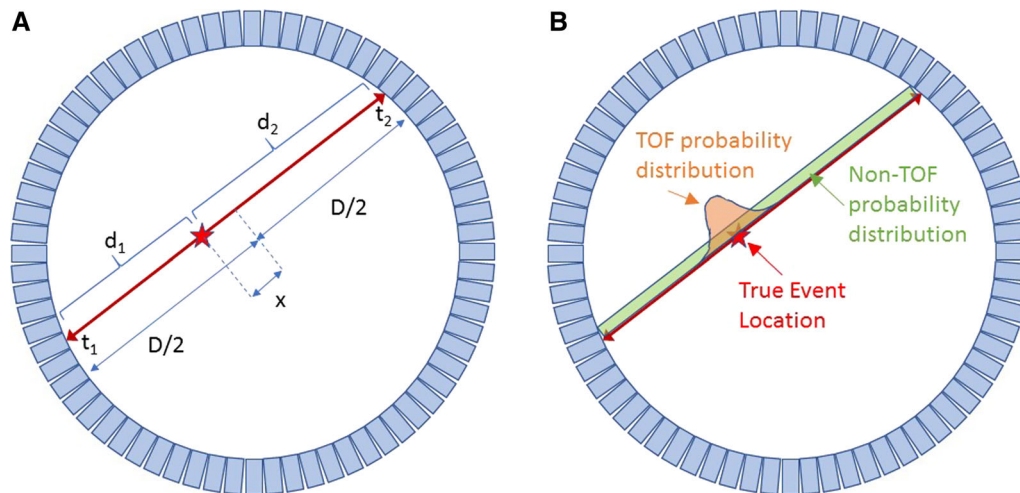 A
d₂
t₂
D/2
d₁
x
t₁
D/2
B
TOF probability
distribution
Non-TOF
probability
distribution
True Event
Location